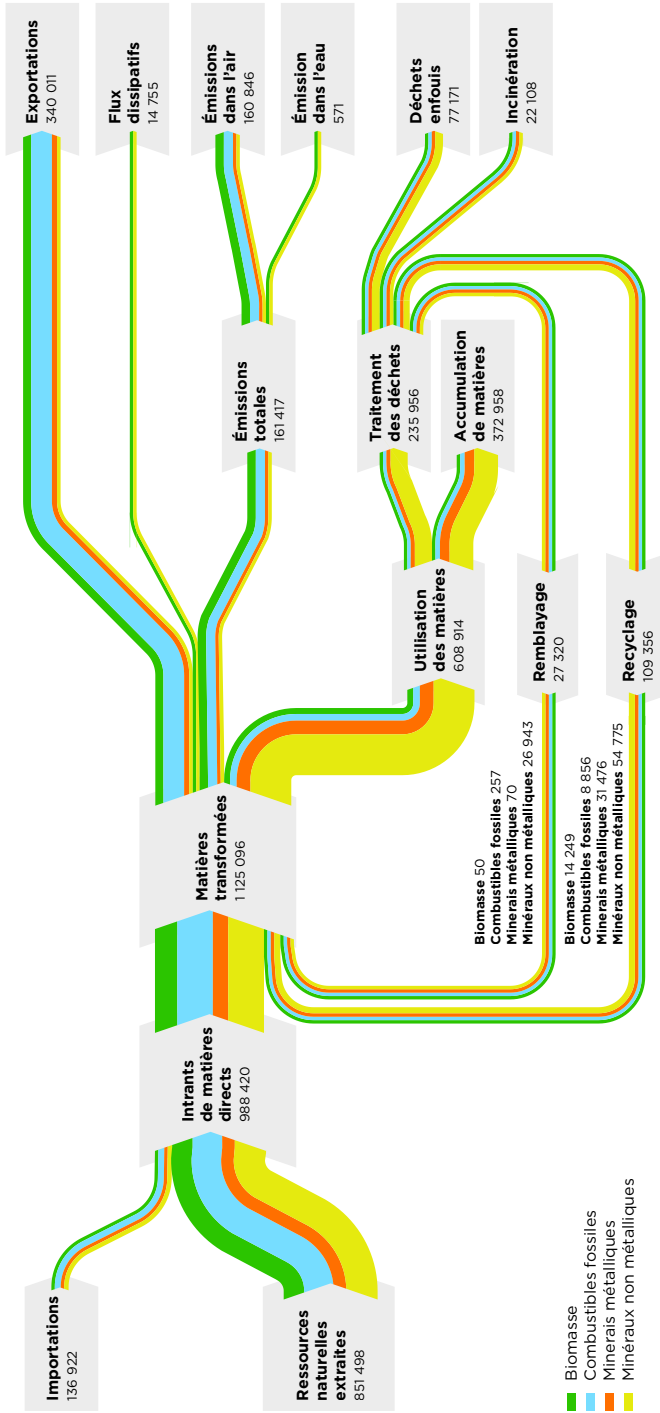 Importations
136 922
Ressources
naturelles
extraites
851 498
Intrants
de matières
directs
988 420
Matières
transformées
1 125 096
Exportations
340 011
Flux
dissipatifs
14 755
Émissions
totales
161 417
Émissions
dans l'air
160 846
Émission
dans l'eau
571
Utilisation
des matières
608 914
Traitement
des déchets
235 956
Accumulation
de matières
372 958
Déchets
enfouis
77 171
Incinération
22 108
Biomasse 50
Combustibles fossiles 257
Minerais métalliques 70
Minéraux non métalliques 26 943
Remblayage
27 320
Biomasse 14 249
Combustibles fossiles 8 856
Minerais métalliques 31 476
Minéraux non métalliques 54 775
Recyclage
109 356
Biomasse
Combustibles fossiles
Minerais métalliques
Minéraux non métalliques